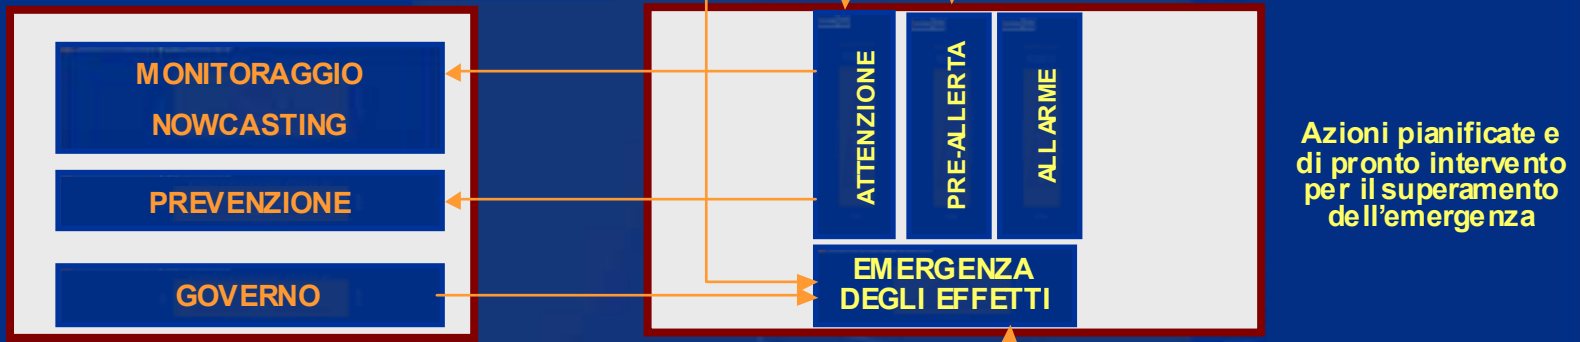 MONITORAGGIO
NOWCASTING
PREVENZIONE
GOVERNO
ATTENZIONE
PRE-ALLERTA
ALLARME
EMERGENZA
DEGLI EFFETTI
Azioni pianificate e
di pronto intervento
per il superamento
dell'emergenza